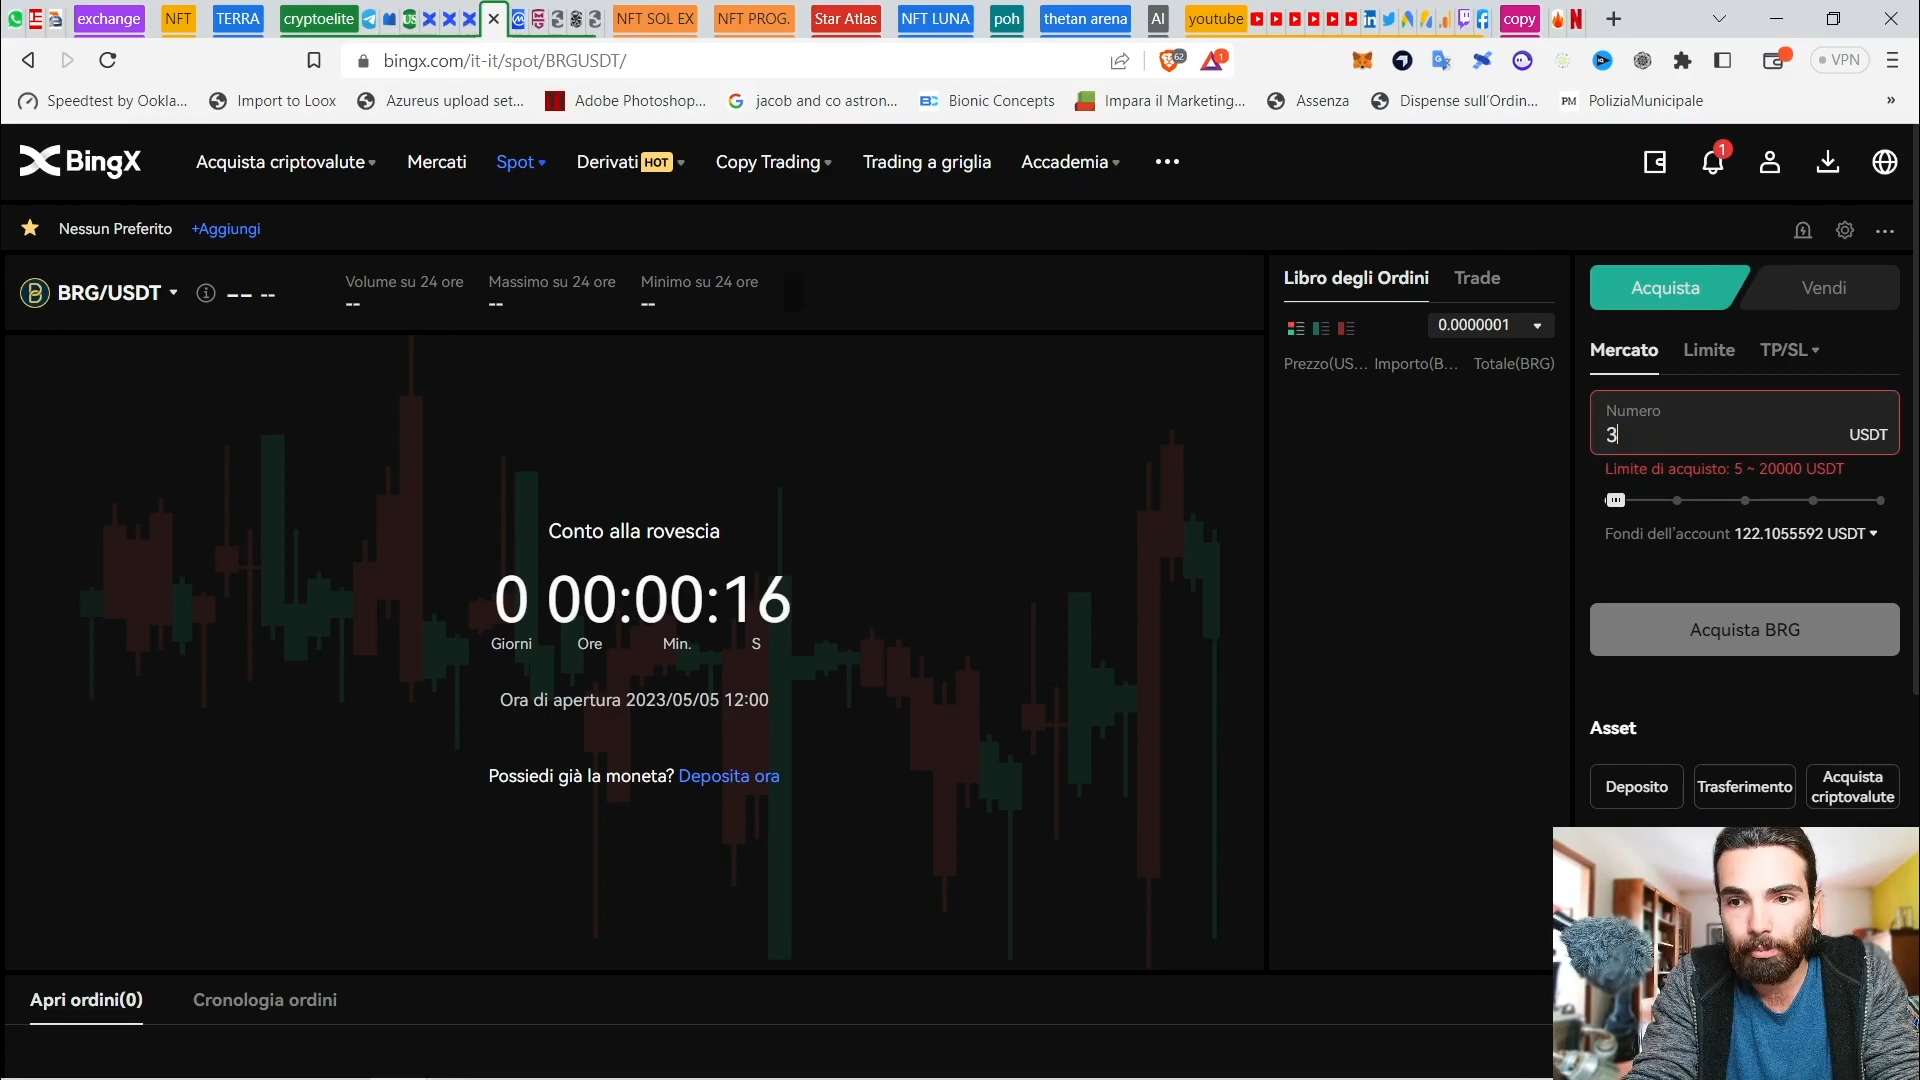 exchange NFT TERRA cryptoelite NFT SOL EX NFT PROG. Star Atlas NFT LUNA poh thetan arena AI youtube copy
bingx.com/it-it/spot/BRGUSDT/
62
1
VPN
Speedtest by Ookla...
Import to Loox
Azureus upload set...
Adobe Photoshop...
jacob and co astron...
Bionic Concepts
Impara il Marketing...
Assenza
Dispense sull'Ordin...
PM PoliziaMunicipale
»
BingX
Acquista criptovalute
Mercati
Spot
Derivati HOT
Copy Trading
Trading a griglia
Accademia
1
Nessun Preferito +Aggiungi
BRG/USDT
-- --
Volume su 24 ore
--
Massimo su 24 ore
--
Minimo su 24 ore
--
Conto alla rovescia
0 00:00:16
Giorni Ore Min. S
Ora di apertura 2023/05/05 12:00
Possiedi già la moneta? Deposita ora
Libro degli Ordini Trade
0.0000001
Prezzo(US... Importo(B... Totale(BRG)
Acquista Vendi
Mercato Limite TP/SL
Numero
3 USDT
Limite di acquisto: 5 ~ 20000 USDT
Fondi dell'account 122.1055592 USDT
Acquista BRG
Asset
Deposito
Trasferimento
Acquista
criptovalute
Apri ordini(0) Cronologia ordini